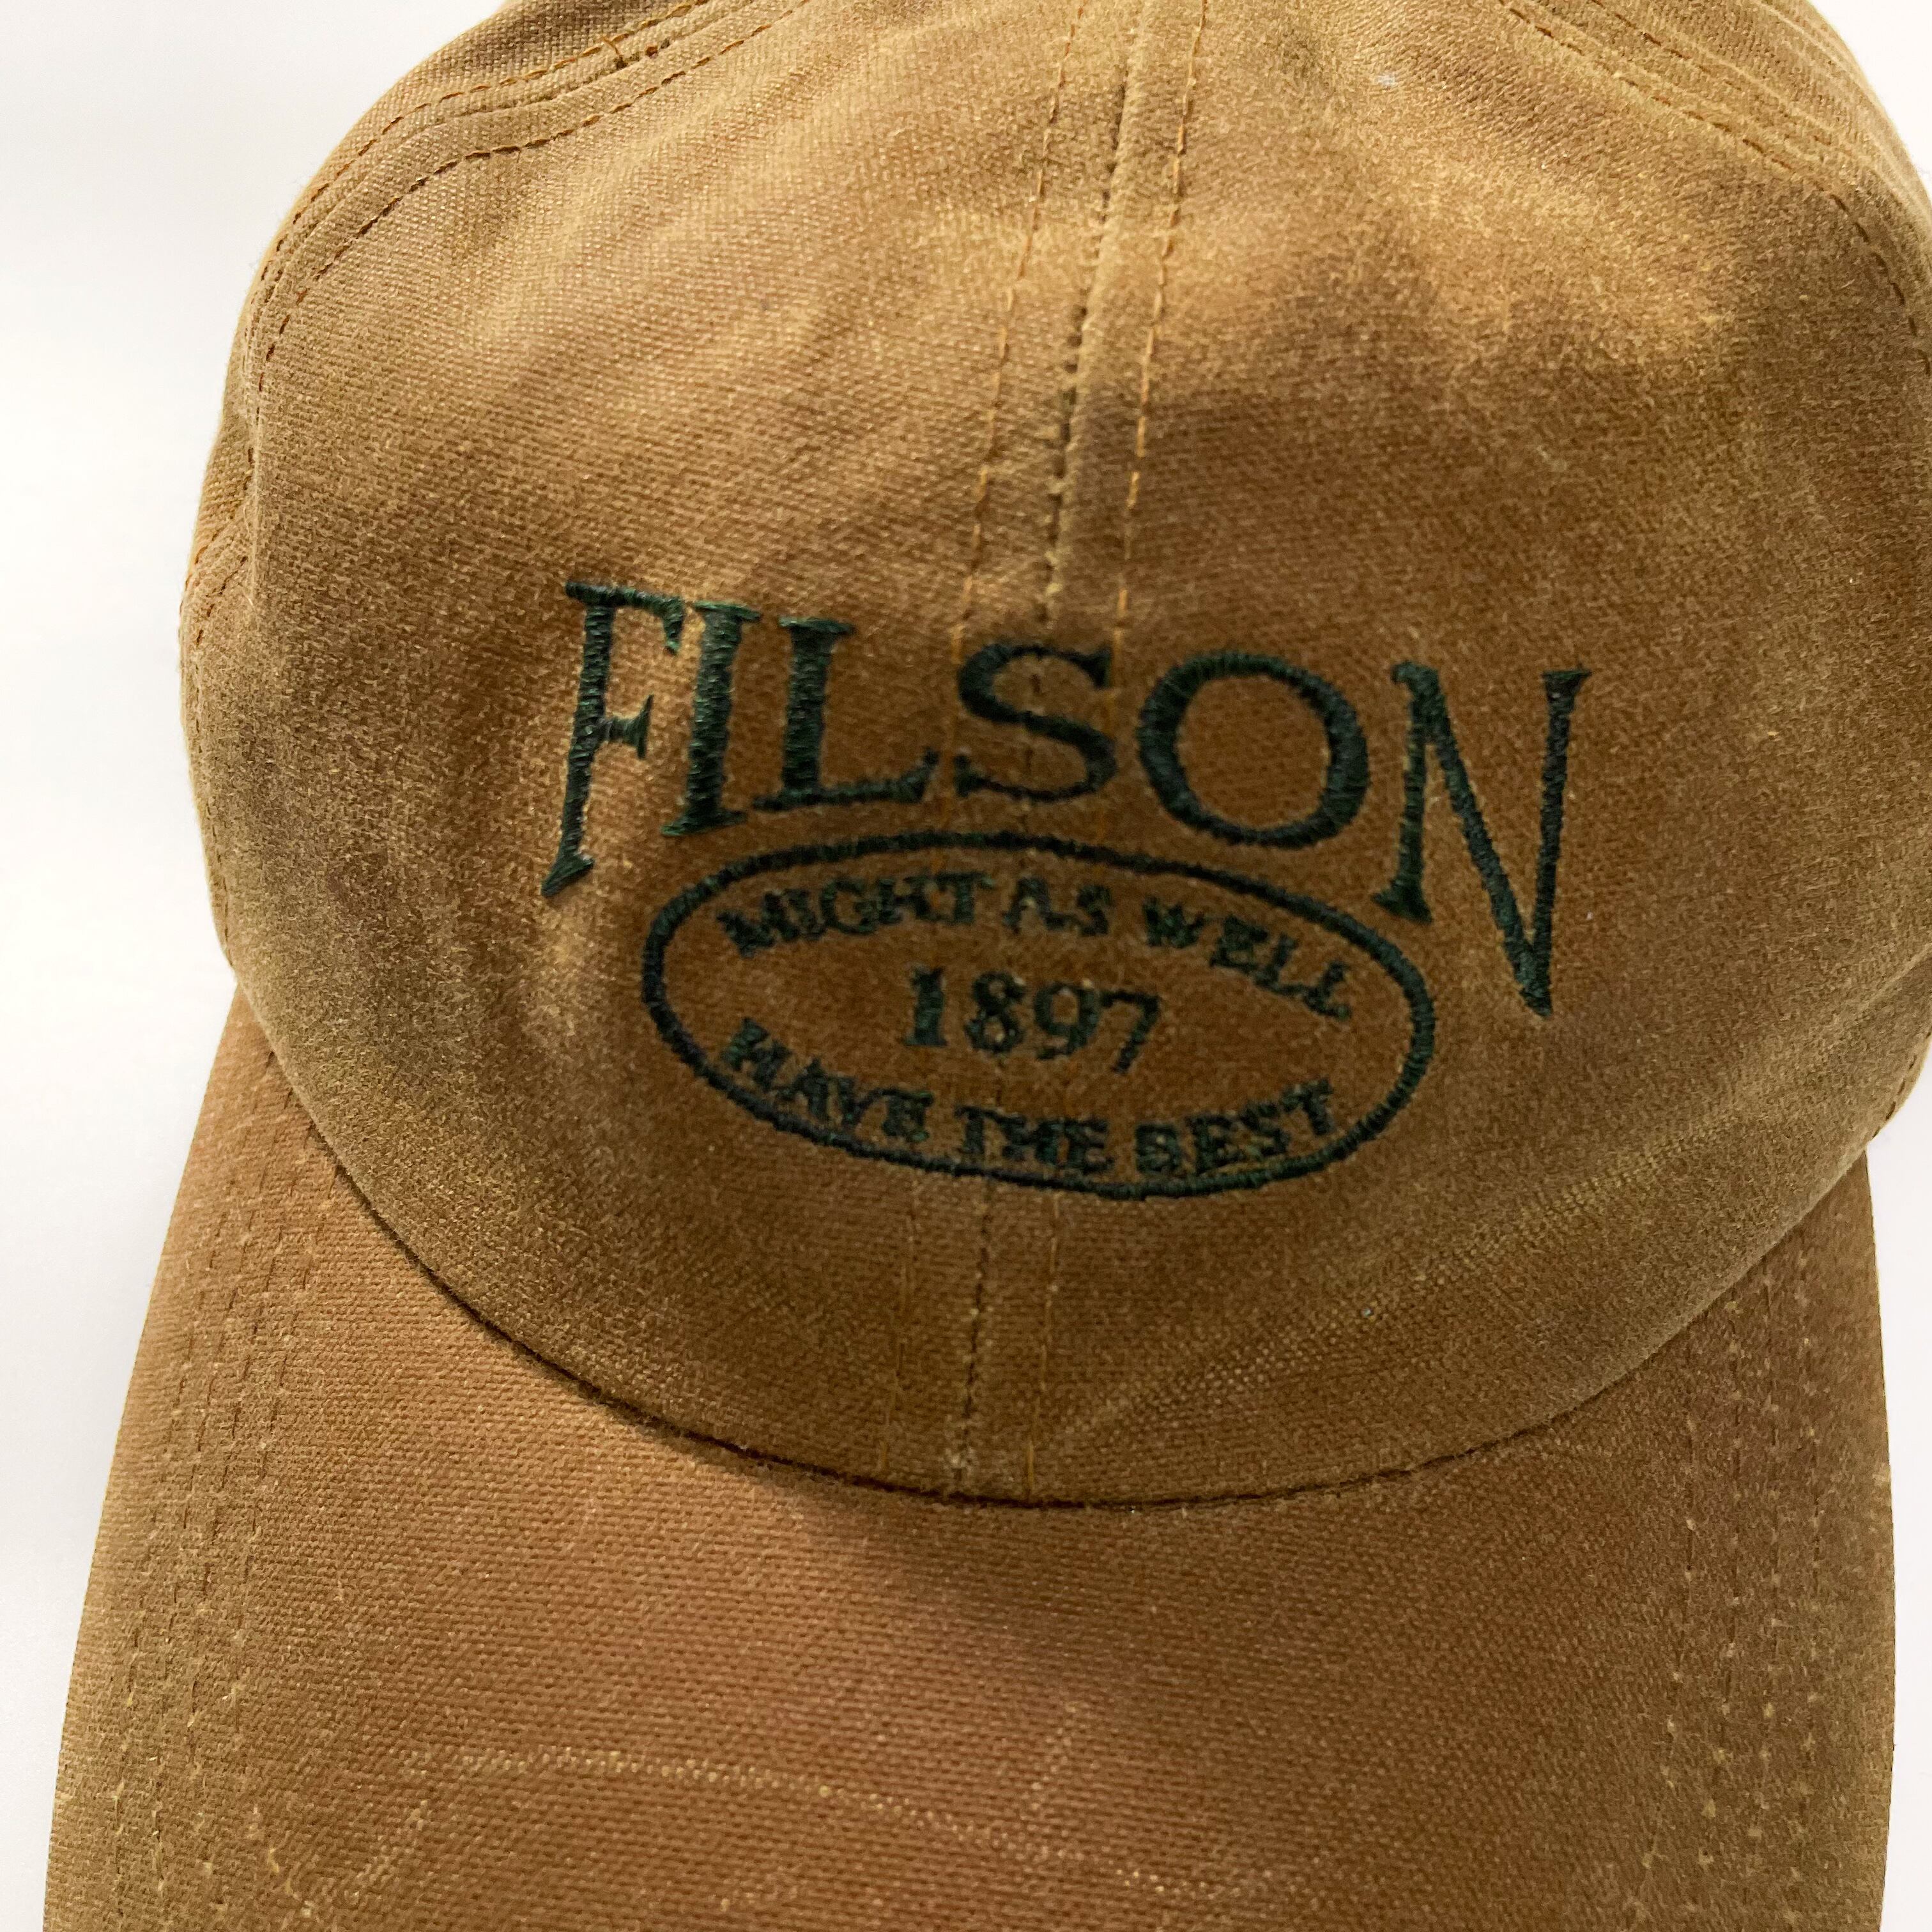 FILSON
MIGHT AS WELL
1897
HAVE THE BEST